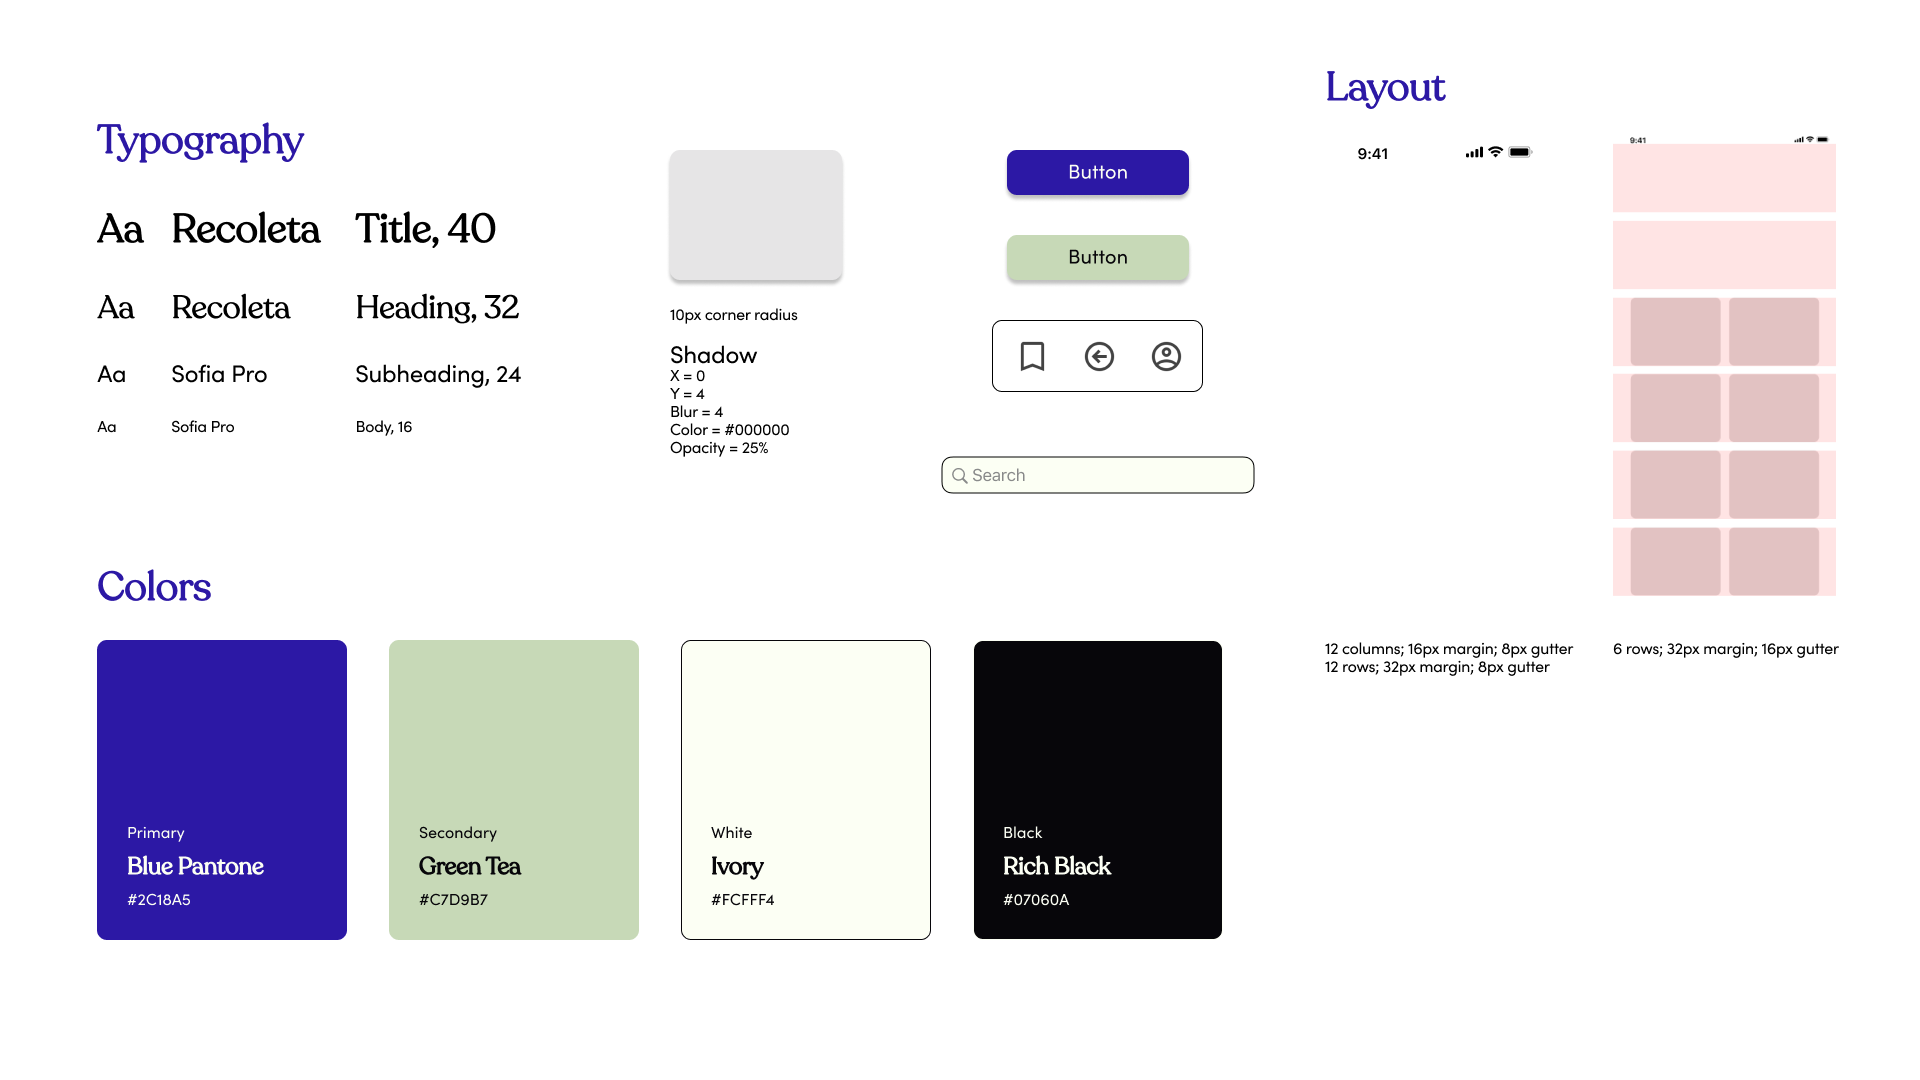 Typography
Aa Recoleta Title, 40
Aa Recoleta Heading, 32
Aa Sofia Pro Subheading, 24
Aa Sofia Pro Body, 16
10px corner radius
Shadow
X = 0
Y = 4
Blur = 4
Color = #000000
Opacity = 25%
Button
Button
Search
Layout
9:41
9:41
12 columns; 16px margin; 8px gutter
12 rows; 32px margin; 8px gutter
6 rows; 32px margin; 16px gutter
Colors
Primary
Blue Pantone
#2C18A5
Secondary
Green Tea
#C7D9B7
White
Ivory
#FCFFF4
Black
Rich Black
#07060A